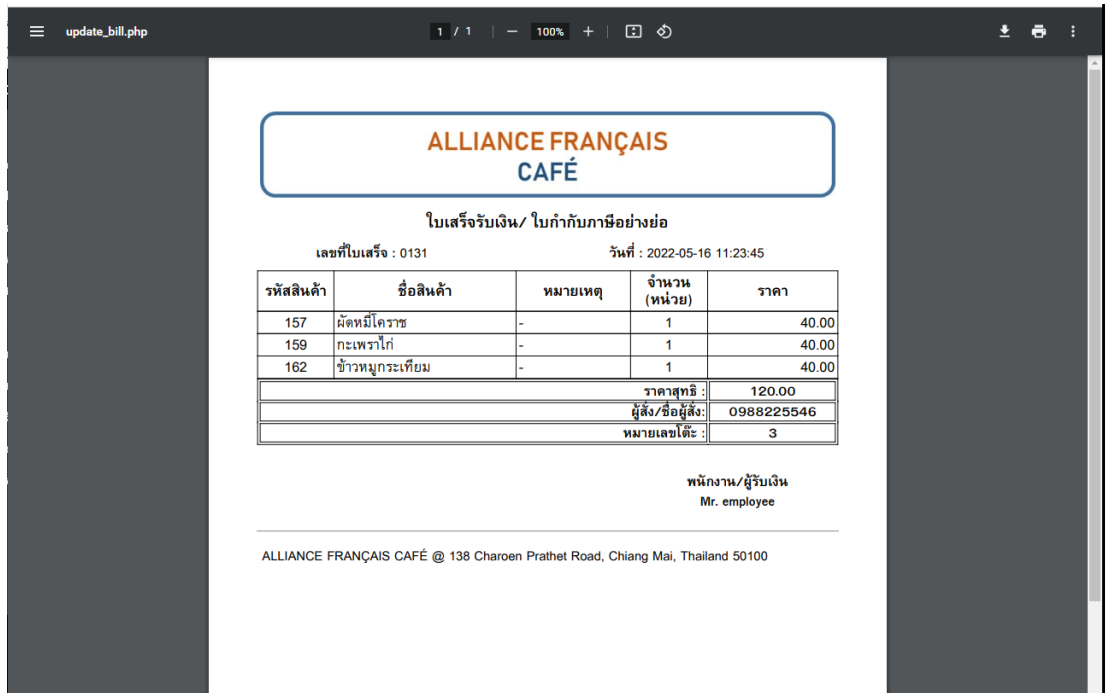 update_bill.php
1 / 1
100%
ALLIANCE FRANÇAIS
CAFÉ
ใบเสร็จรับเงิน/ ใบกำกับภาษีอย่างย่อ
เลขที่ใบเสร็จ : 0131 วันที่ : 2022-05-16 11:23:45
รหัสสินค้า ชื่อสินค้า หมายเหตุ จำนวน (หน่วย) ราคา
157 ผัดหมี่โคราช - 1 40.00
159 กะเพราไก่ - 1 40.00
162 ข้าวหมูกระเทียม - 1 40.00
ราคาสุทธิ : 120.00
ผู้สั่ง/ชื่อผู้สั่ง: 0988225546
หมายเลขโต๊ะ : 3
พนักงาน/ผู้รับเงิน
Mr. employee
ALLIANCE FRANÇAIS CAFÉ @ 138 Charoen Prathet Road, Chiang Mai, Thailand 50100